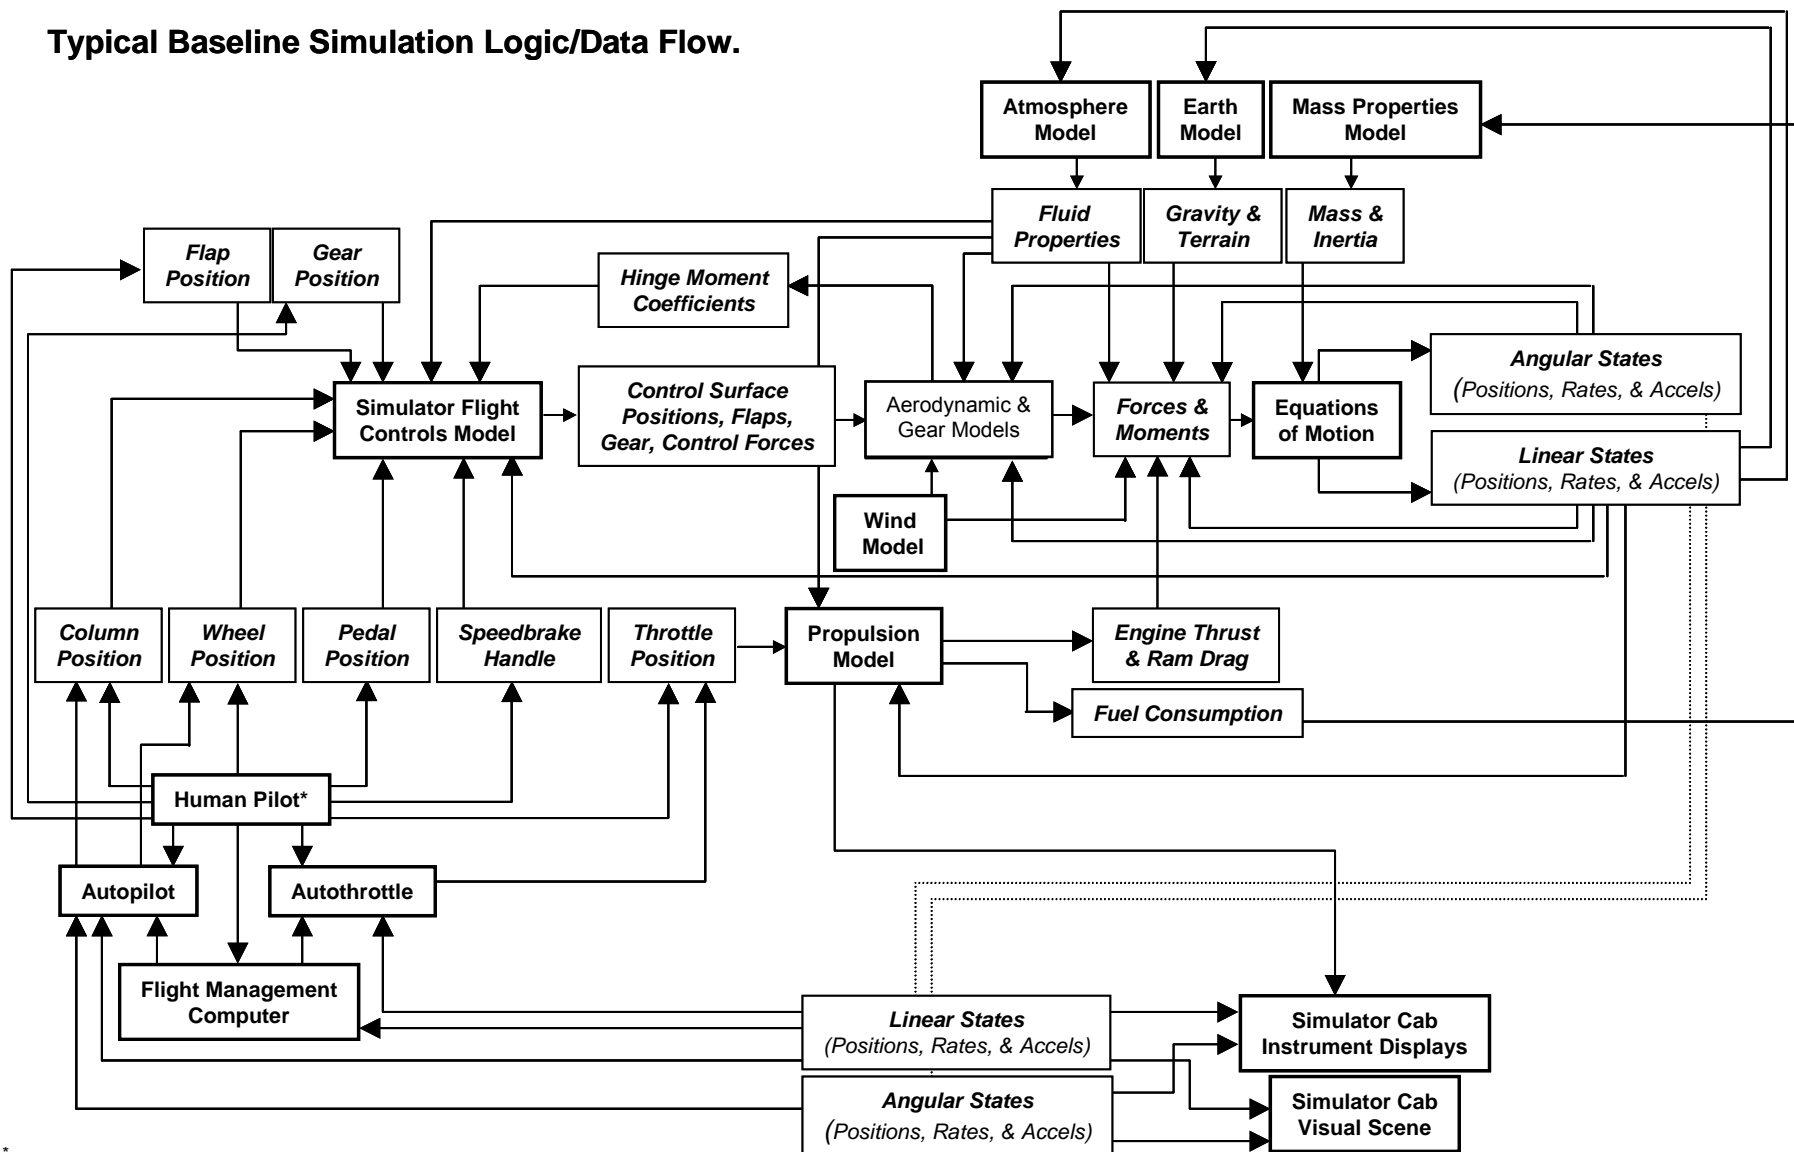 Typical Baseline Simulation Logic/Data Flow.
Atmosphere
Model
Earth
Model
Mass Properties
Model
Fluid
Properties
Gravity &
Terrain
Mass &
Inertia
Flap
Position
Gear
Position
Hinge Moment
Coefficients
Simulator Flight
Controls Model
Control Surface
Positions, Flaps,
Gear, Control Forces
Aerodynamic &
Gear Models
Forces &
Moments
Equations
of Motion
Angular States
(Positions, Rates, & Accels)
Linear States
(Positions, Rates, & Accels)
Wind
Model
Column
Position
Wheel
Position
Pedal
Position
Speedbrake
Handle
Throttle
Position
Propulsion
Model
Engine Thrust
& Ram Drag
Fuel Consumption
Human Pilot*
Autopilot
Autothrottle
Flight Management
Computer
Linear States
(Positions, Rates, & Accels)
Simulator Cab
Instrument Displays
Angular States
(Positions, Rates, & Accels)
Simulator Cab
Visual Scene
*